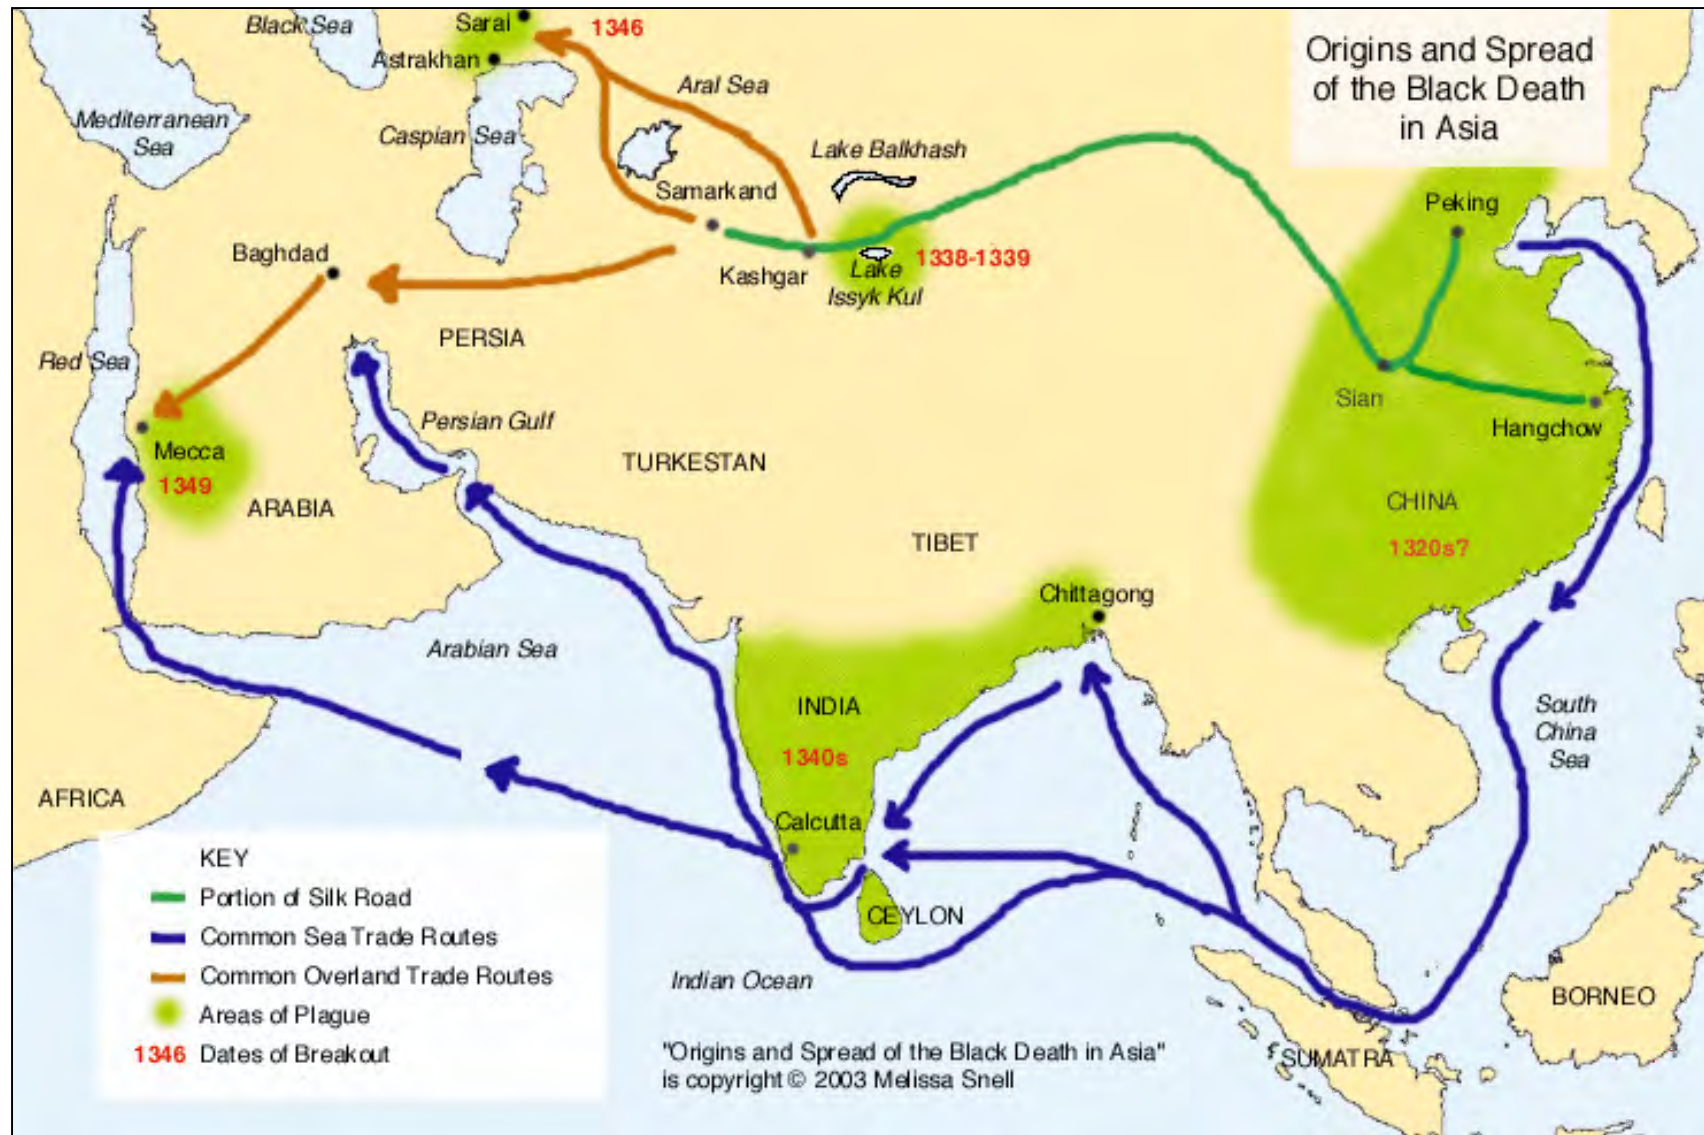 Origins and Spread
of the Black Death
in Asia
Black Sea
Sarai
1346
Astrakhan
Aral Sea
Mediterranean
Sea
Caspian Sea
Lake Balkhash
Samarkand
Peking
Baghdad
Kashgar
Lake
Issyk Kul
1338-1339
PERSIA
Red Sea
Sian
Hangchow
Persian Gulf
Mecca
1349
TURKESTAN
ARABIA
CHINA
1320s?
TIBET
Chittagong
Arabian Sea
INDIA
1340s
South
China
Sea
AFRICA
Calcutta
CEYLON
Indian Ocean
BORNEO
SUMATRA
KEY
Portion of Silk Road
Common Sea Trade Routes
Common Overland Trade Routes
Areas of Plague
1346 Dates of Breakout
"Origins and Spread of the Black Death in Asia"
is copyright © 2003 Melissa Snell